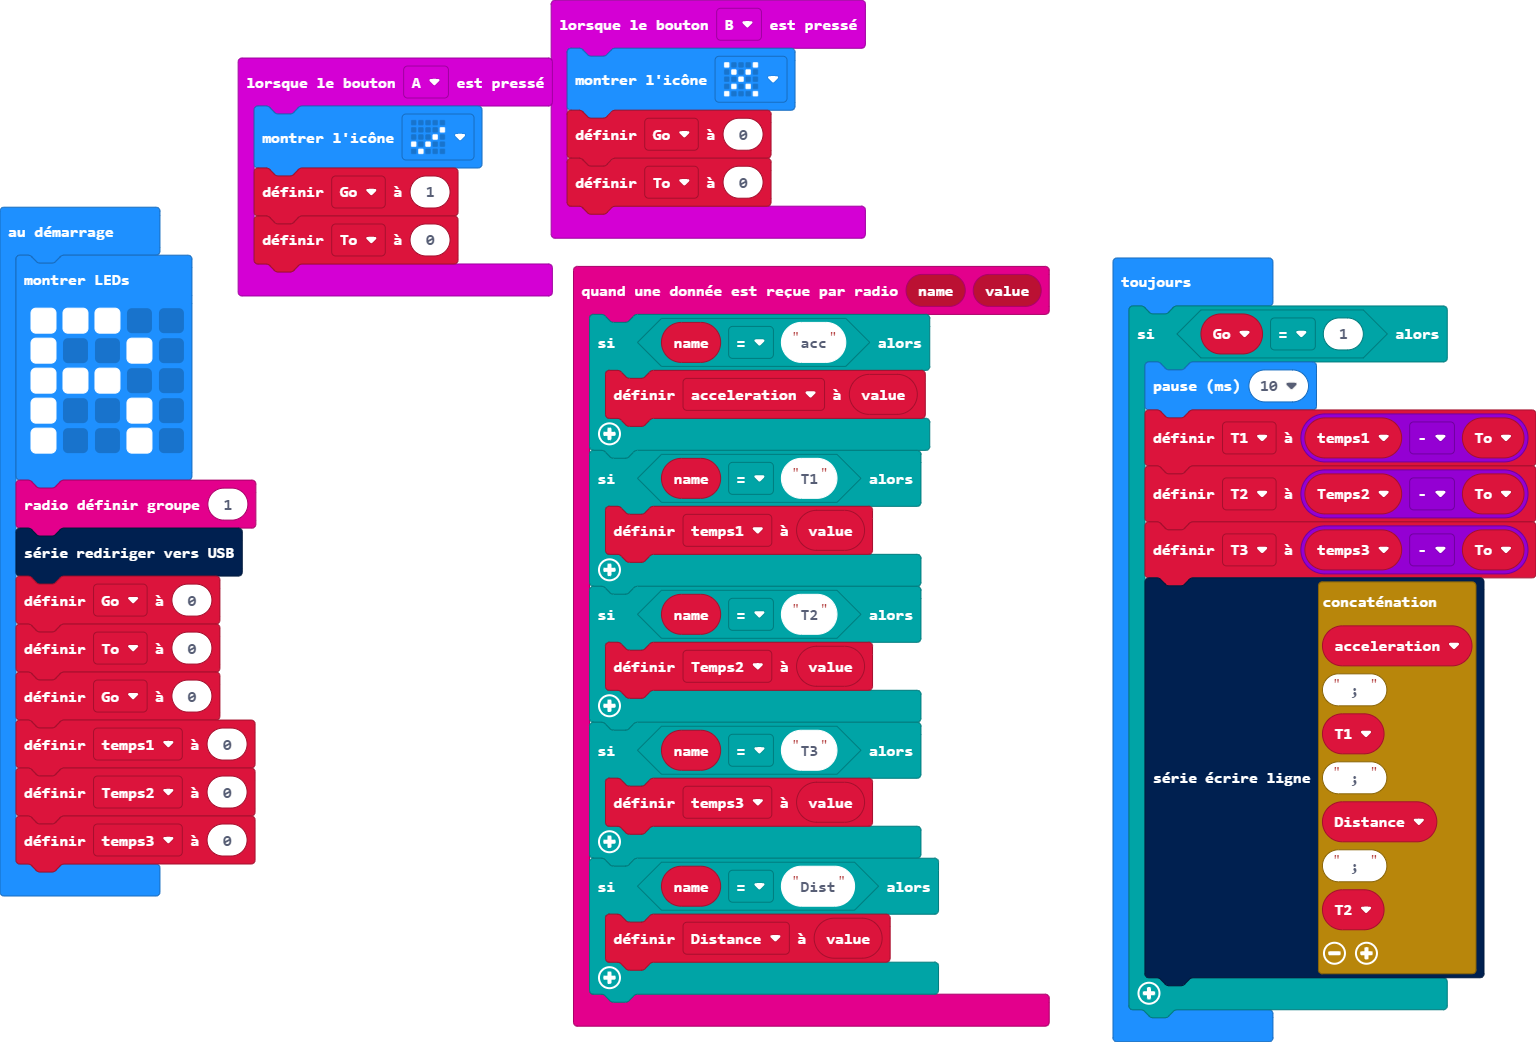 au démarrage
montrer LEDs
radio définir groupe 1
série rediriger vers USB
définir Go à 0
définir To à 0
définir Go à 0
définir temps1 à 0
définir Temps2 à 0
définir temps3 à 0
lorsque le bouton A est pressé
montrer l'icône
définir Go à 1
définir To à 0
lorsque le bouton B est pressé
montrer l'icône
définir Go à 0
définir To à 0
quand une donnée est reçue par radio name value
si name = "acc" alors
définir acceleration à value
si name = "T1" alors
définir temps1 à value
si name = "T2" alors
définir Temps2 à value
si name = "T3" alors
définir temps3 à value
si name = "Dist" alors
définir Distance à value
toujours
si Go = 1 alors
pause (ms) 10
définir T1 à temps1 - To
définir T2 à Temps2 - To
définir T3 à temps3 - To
série écrire ligne
concaténation
acceleration
" ; "
T1
" ; "
Distance
" ; "
T2